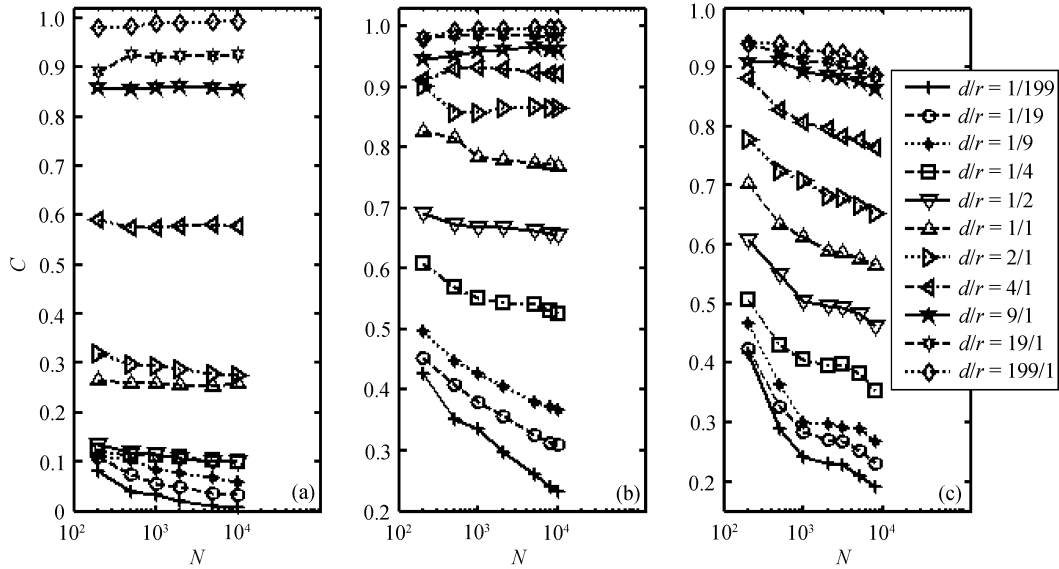 1.0
0.9
0.8
0.7
0.6
0.5
0.4
0.3
0.2
0.1
0
C
10²
10³
10⁴
N
(a)
1.0
0.9
0.8
0.7
0.6
0.5
0.4
0.3
0.2
10²
10³
10⁴
N
(b)
1.0
0.9
0.8
0.7
0.6
0.5
0.4
0.3
0.2
10²
10³
10⁴
N
(c)
d/r = 1/199
d/r = 1/19
d/r = 1/9
d/r = 1/4
d/r = 1/2
d/r = 1/1
d/r = 2/1
d/r = 4/1
d/r = 9/1
d/r = 19/1
d/r = 199/1